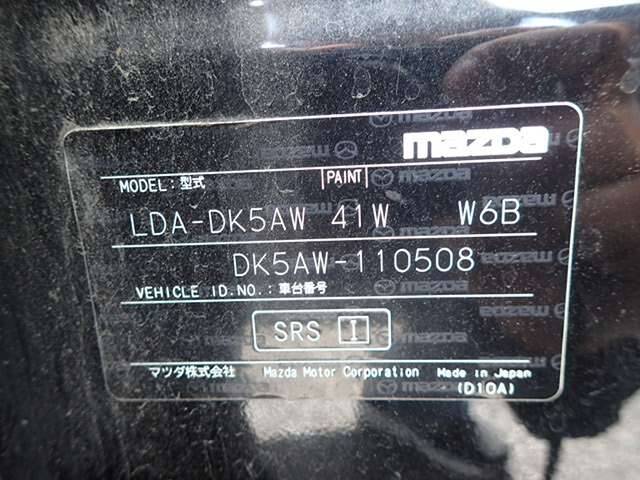 mazda
MODEL:型式 PAINT
LDA-DK5AW 41W W6B
DK5AW-110508
VEHICLE ID.NO.:車台番号
SRS I
マツダ株式会社 Mazda Motor Corporation Made in Japan
(D10A)